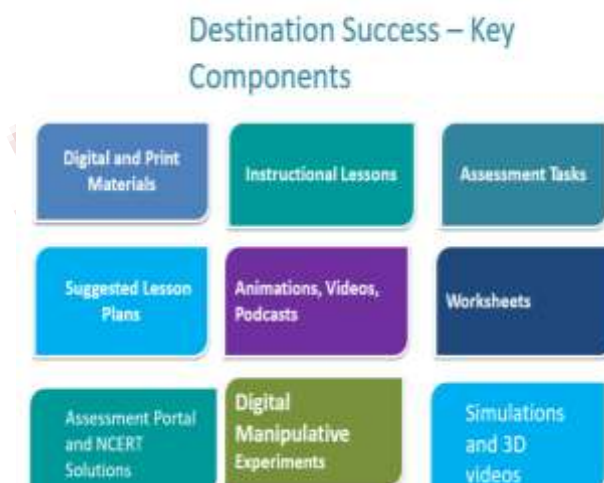 Destination Success – Key
Components
Digital and Print
Materials
Instructional Lessons
Assessment Tasks
Suggested Lesson
Plans
Animations, Videos,
Podcasts
Worksheets
Assessment Portal
and NCERT
Solutions
Digital
Manipulative
Experiments
Simulations
and 3D
videos